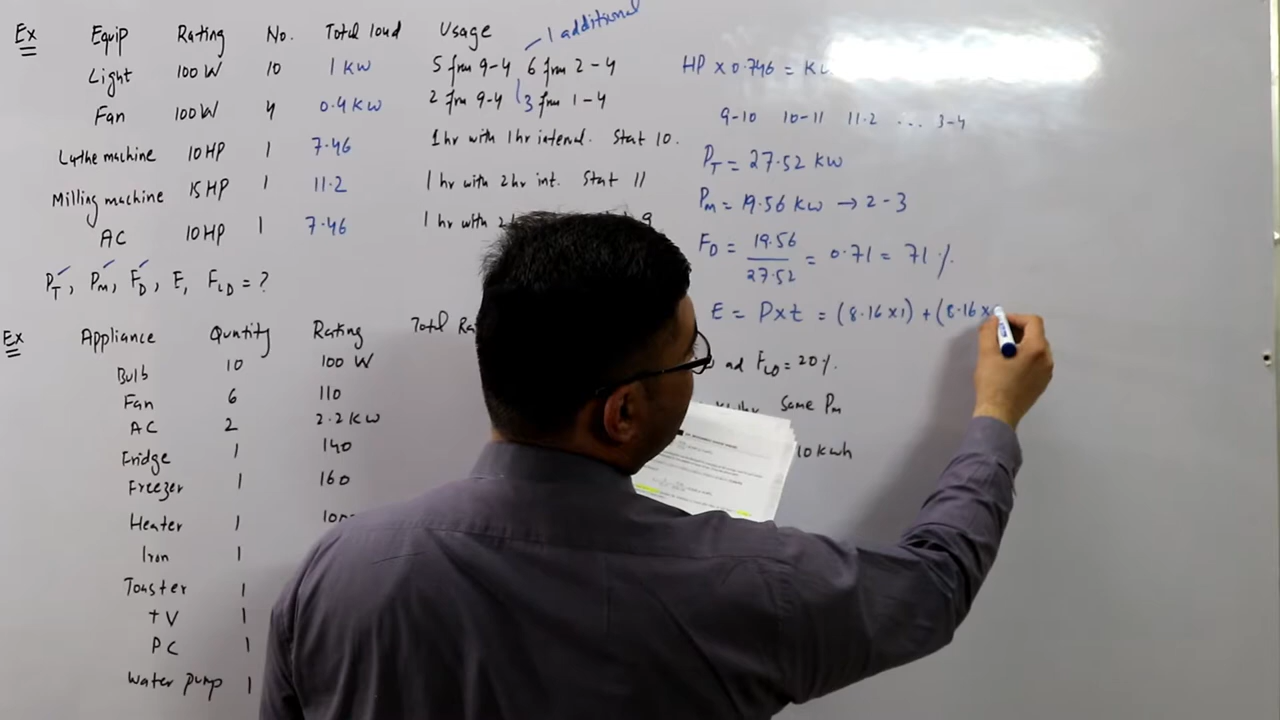 Ex Equip Rating No. Total load Usage
1 additional
Light 100W 10 1 KW 5 from 9-4 6 from 2-4
Fan 100W 4 0.4 KW 2 from 9-4 3 from 1-4
Lathe machine 10 HP 1 7.46 1 hr with 1 hr interval. Start 10.
Milling machine 15 HP 1 11.2 1 hr with 2 hr int. Start 11
AC 10 HP 1 7.46 1 hr with 9
PT, Pm, FD, E, FLD = ?
Ex Appliance Quntity Rating Total
Bulb 10 100 W
Fan 6 110
AC 2 2.2 KW
Fridge 1 140
Freezer 1 160
Heater 1
Iron 1
Toaster 1
TV 1
PC 1
Water pump 1
HP x 0.746 =
9-10 10-11 11-2 ... 3-4
PT = 27.52 KW
Pm = 19.56 KW → 2-3
FD = 19.56 / 27.52 = 0.71 = 71 %.
E = P x t = (8.16 x 1) + (8.16 x
ad FLD = 20 %.
Same Pm
10 kwh